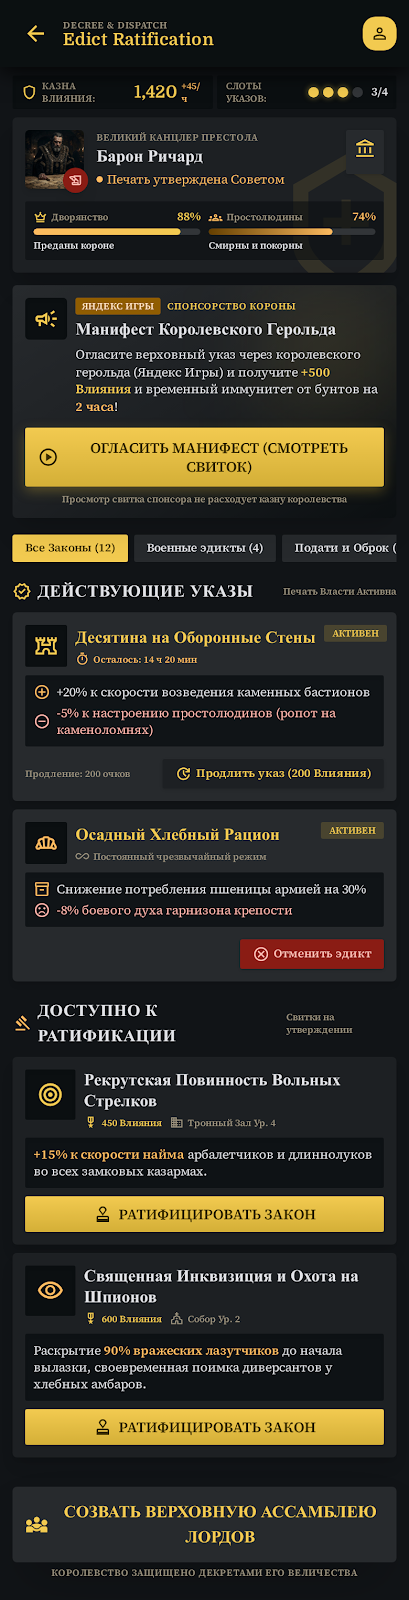 DECREE & DISPATCH
Edict Ratification
КАЗНА ВЛИЯНИЯ:
1,420 +45/ч
СЛОТЫ УКАЗОВ:
3/4
ВЕЛИКИЙ КАНЦЛЕР ПРЕСТОЛА
Барон Ричард
Печать утверждена Советом
Дворянство 88%
Преданы короне
Простолюдины 74%
Смирны и покорны
ЯНДЕКС ИГРЫ СПОНСОРСТВО КОРОНЫ
Манифест Королевского Герольда
Огласите верховный указ через королевского
герольда (Яндекс Игры) и получите +500
Влияния и временный иммунитет от бунтов на
2 часа!
ОГЛАСИТЬ МАНИФЕСТ (СМОТРЕТЬ
СВИТОК)
Просмотр свитка спонсора не расходует казну королевства
Все Законы (12) Военные эдикты (4) Подати и Оброк (
ДЕЙСТВУЮЩИЕ УКАЗЫ Печать Власти Активна
Десятина на Оборонные Стены АКТИВЕН
Осталось: 14 ч 20 мин
+20% к скорости возведения каменных бастионов
-5% к настроению простолюдинов (ропот на
каменоломнях)
Продление: 200 очков Продлить указ (200 Влияния)
Осадный Хлебный Рацион АКТИВЕН
Постоянный чрезвычайный режим
Снижение потребления пшеницы армией на 30%
-8% боевого духа гарнизона крепости
Отменить эдикт
ДОСТУПНО К
РАТИФИКАЦИИ
Свитки на
утверждении
Рекрутская Повинность Вольных
Стрелков
450 Влияния Тронный Зал Ур. 4
+15% к скорости найма арбалетчиков и длиннолуков
во всех замковых казармах.
РАТИФИЦИРОВАТЬ ЗАКОН
Священная Инквизиция и Охота на
Шпионов
600 Влияния Собор Ур. 2
Раскрытие 90% вражеских лазутчиков до начала
вылазки, своевременная поимка диверсантов у
хлебных амбаров.
РАТИФИЦИРОВАТЬ ЗАКОН
СОЗВАТЬ ВЕРХОВНУЮ АССАМБЛЕЮ
ЛОРДОВ
КОРОЛЕВСТВО ЗАЩИЩЕНО ДЕКРЕТАМИ ЕГО ВЕЛИЧЕСТВА